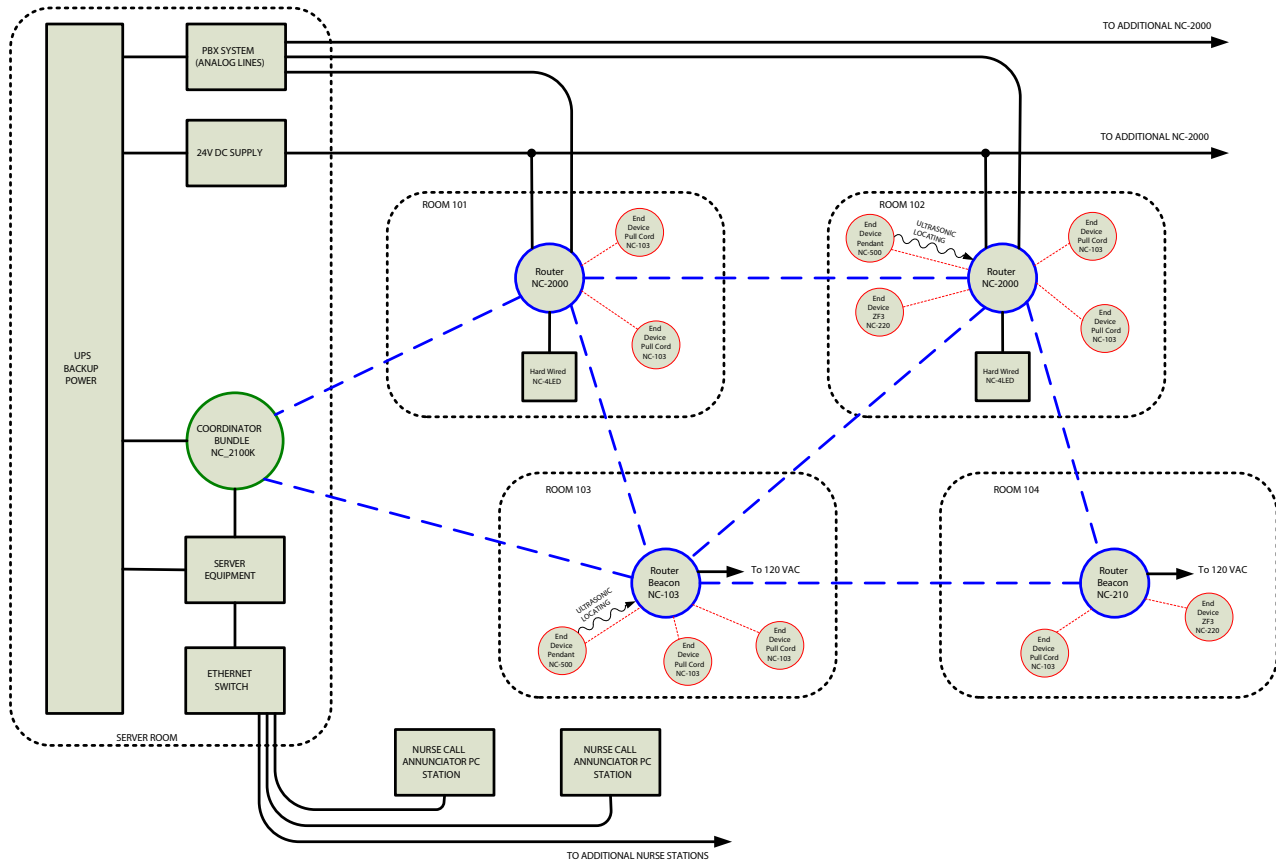 TO ADDITIONAL NC-2000
PBX SYSTEM
(ANALOG LINES)
24V DC SUPPLY
TO ADDITIONAL NC-2000
UPS
BACKUP
POWER
COORDINATOR
BUNDLE
NC_2100K
SERVER
EQUIPMENT
ETHERNET
SWITCH
SERVER ROOM
ROOM 101
End
Device
Pull Cord
NC-103
Router
NC-2000
End
Device
Pull Cord
NC-103
Hard Wired
NC-4LED
ROOM 102
End
Device
Pendant
NC-500
ULTRASONIC
LOCATING
End
Device
Pull Cord
NC-103
Router
NC-2000
End
Device
ZF3
NC-220
End
Device
Pull Cord
NC-103
Hard Wired
NC-4LED
ROOM 103
Router
Beacon
NC-103
To 120 VAC
ULTRASONIC
LOCATING
End
Device
Pendant
NC-500
End
Device
Pull Cord
NC-103
End
Device
Pull Cord
NC-103
ROOM 104
Router
Beacon
NC-210
To 120 VAC
End
Device
ZF3
NC-220
End
Device
Pull Cord
NC-103
NURSE CALL
ANNUNCIATOR PC
STATION
NURSE CALL
ANNUNCIATOR PC
STATION
TO ADDITIONAL NURSE STATIONS